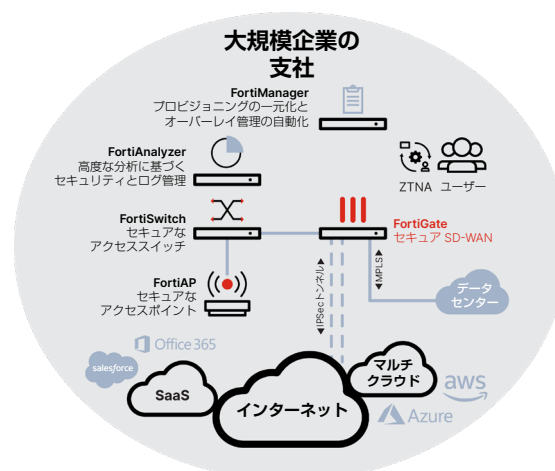 大規模企業の
支社
FortiManager
プロビジョニングの一元化と
オーバーレイ管理の自動化
FortiAnalyzer
高度な分析に基づく
セキュリティとログ管理
ZTNA
ユーザー
FortiSwitch
セキュアな
アクセススイッチ
FortiGate
セキュア SD-WAN
FortiAP
セキュアな
アクセスポイント
◀IPSecトンネル▶
◀MPLS▶
データ
センター
Office 365
salesforce
SaaS
インターネット
マルチ
クラウド
aws
Azure